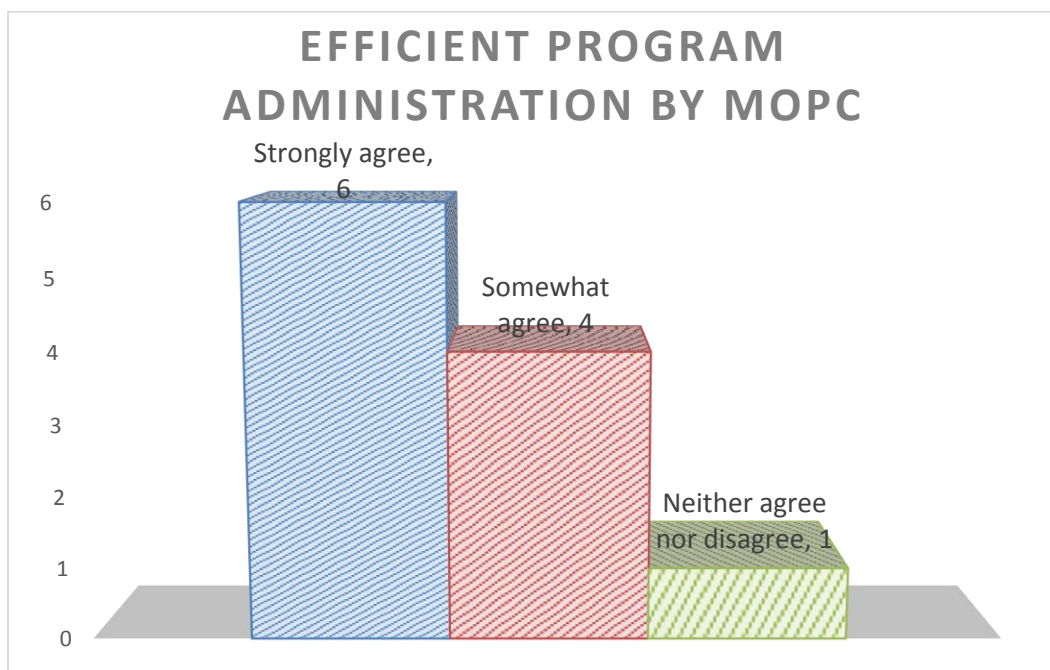 EFFICIENT PROGRAM
ADMINISTRATION BY MOPC
Strongly agree,
6
Somewhat
agree, 4
Neither agree
nor disagree, 1
6
5
4
3
2
1
0